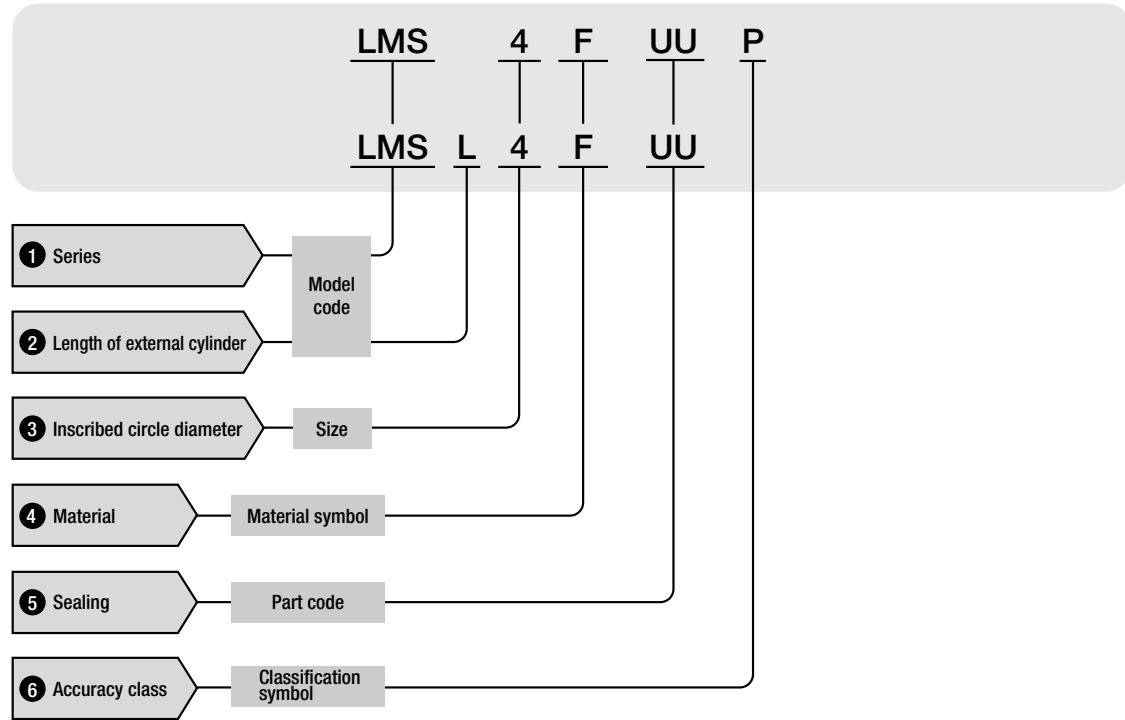 LMS 4 F UU P
LMS L 4 F UU
1 Series
Model
code
2 Length of external cylinder
3 Inscribed circle diameter
Size
4 Material
Material symbol
5 Sealing
Part code
6 Accuracy class
Classification
symbol